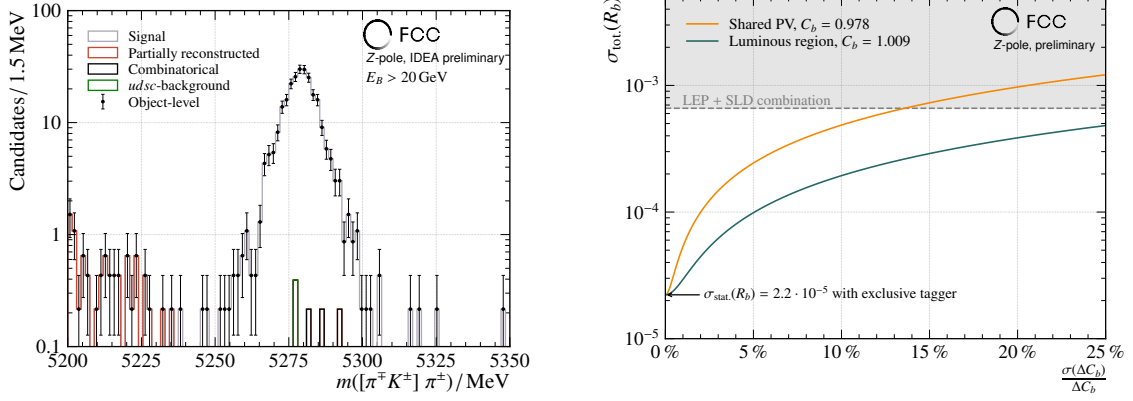 Candidates / 1.5 MeV
100
10
1
0.1
Signal
Partially reconstructed
Combinatorical
udsc-background
Object-level
FCC
Z-pole, IDEA preliminary
E_B > 20 GeV
5200 5225 5250 5275 5300 5325 5350
m([π∓K±] π±) / MeV
σtot.(R_b)
10⁻³
10⁻⁴
10⁻⁵
Shared PV, C_b = 0.978
Luminous region, C_b = 1.009
FCC
Z-pole, preliminary
LEP + SLD combination
σstat.(R_b) = 2.2 · 10⁻⁵ with exclusive tagger
0 % 5 % 10 % 15 % 20 % 25 %
σ(ΔC_b)
ΔC_b